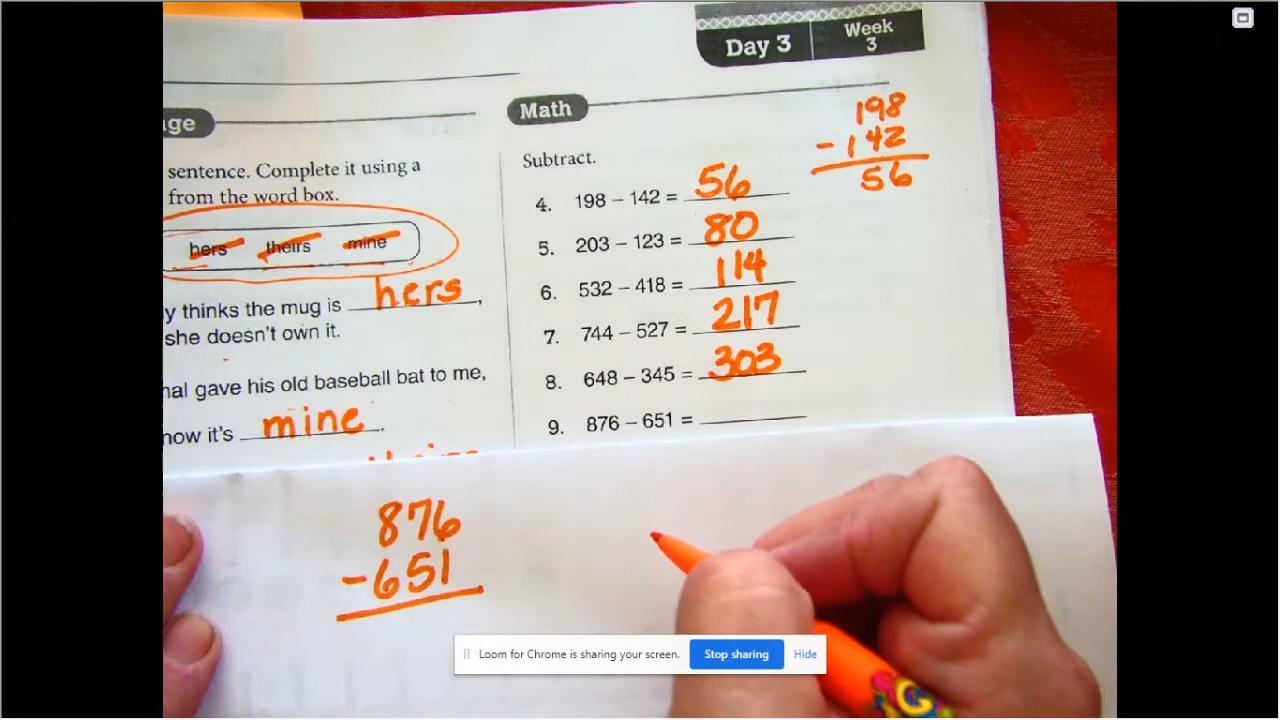 Day 3
Week
3
ge
sentence. Complete it using a
from the word box.
hers theirs mine
y thinks the mug is hers,
she doesn't own it.
al gave his old baseball bat to me,
now it's mine.
Math
Subtract.
4. 198 – 142 = 56
5. 203 – 123 = 80
6. 532 – 418 = 114
7. 744 – 527 = 217
8. 648 – 345 = 303
9. 876 – 651 =
198
- 142
56
876
- 651
Loom for Chrome is sharing your screen. Stop sharing Hide